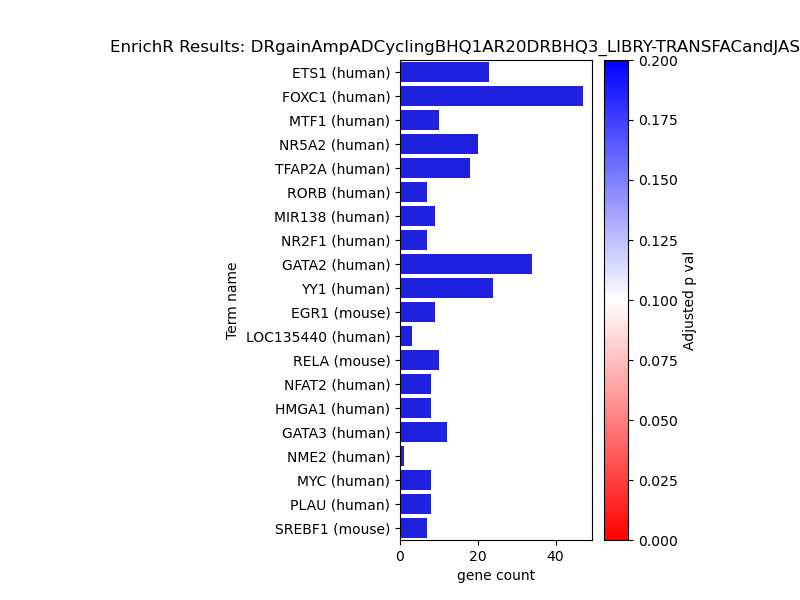 EnrichR Results: DRgainAmpADCyclingBHQ1AR20DRBHQ3_LIBRY-TRANSFACandJAS
Term name
ETS1 (human)
FOXC1 (human)
MTF1 (human)
NR5A2 (human)
TFAP2A (human)
RORB (human)
MIR138 (human)
NR2F1 (human)
GATA2 (human)
YY1 (human)
EGR1 (mouse)
LOC135440 (human)
RELA (mouse)
NFAT2 (human)
HMGA1 (human)
GATA3 (human)
NME2 (human)
MYC (human)
PLAU (human)
SREBF1 (mouse)
0 20 40
gene count
0.200
0.175
0.150
0.125
0.100
0.075
0.050
0.025
0.000
Adjusted p val